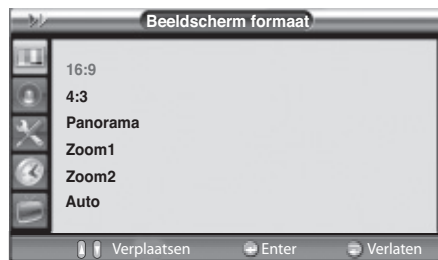 Beeldscherm formaat
16:9
4:3
Panorama
Zoom1
Zoom2
Auto
Verplaatsen Enter Verlaten